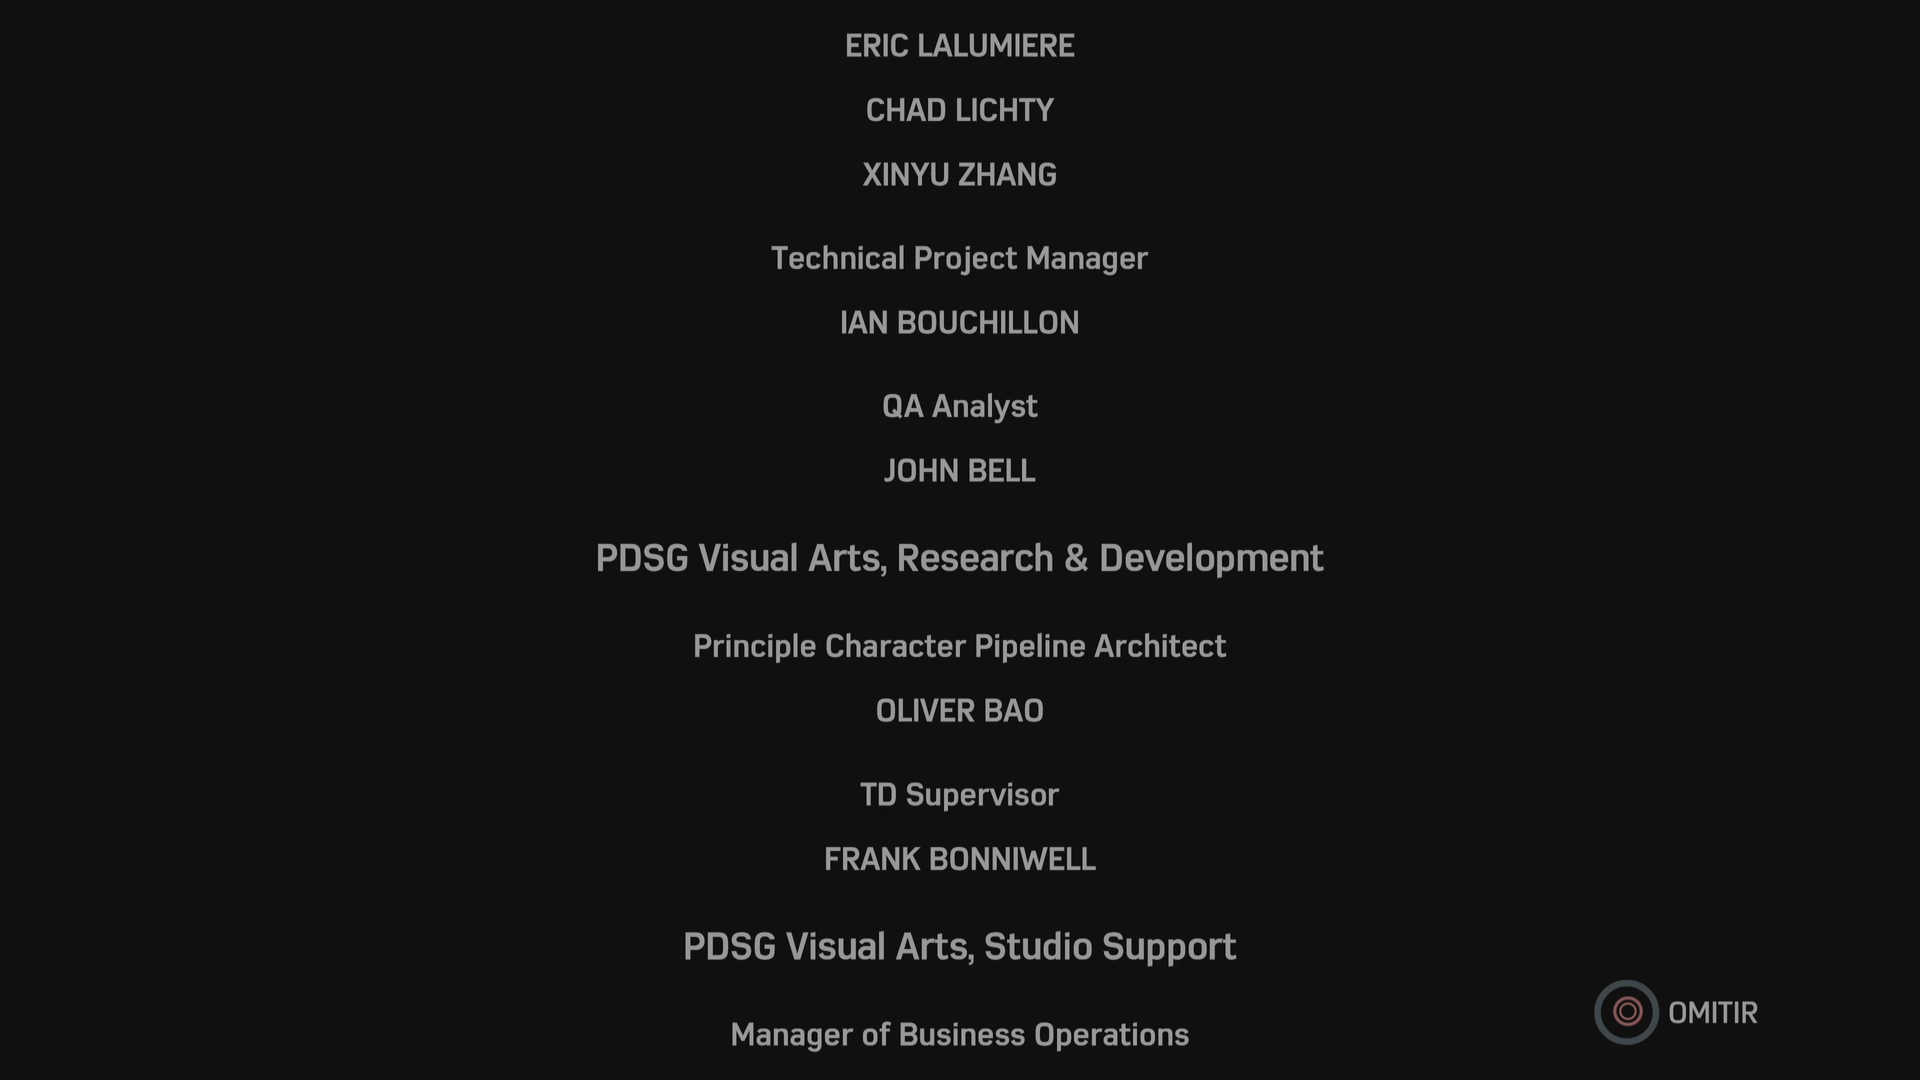 ERIC LALUMIERE
CHAD LICHTY
XINYU ZHANG
Technical Project Manager
IAN BOUCHILLON
QA Analyst
JOHN BELL
PDSG Visual Arts, Research & Development
Principle Character Pipeline Architect
OLIVER BAO
TD Supervisor
FRANK BONNIWELL
PDSG Visual Arts, Studio Support
Manager of Business Operations
OMITIR